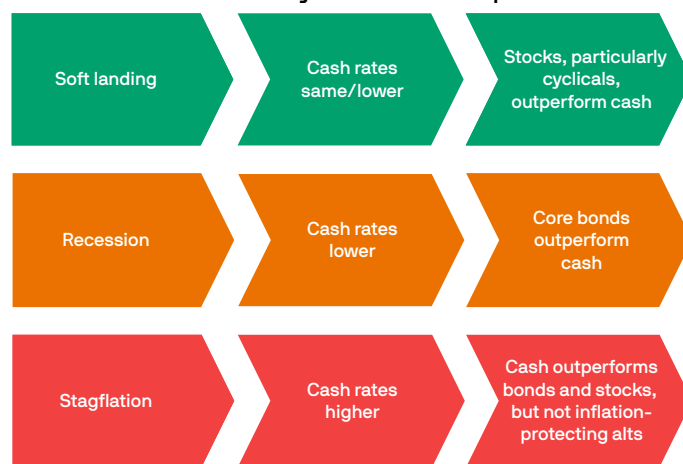 Soft landing
Cash rates
same/lower
Stocks, particularly
cyclicals,
outperform cash
Recession
Cash rates
lower
Core bonds
outperform
cash
Stagflation
Cash rates
higher
Cash outperforms
bonds and stocks,
but not inflation-
protecting alts